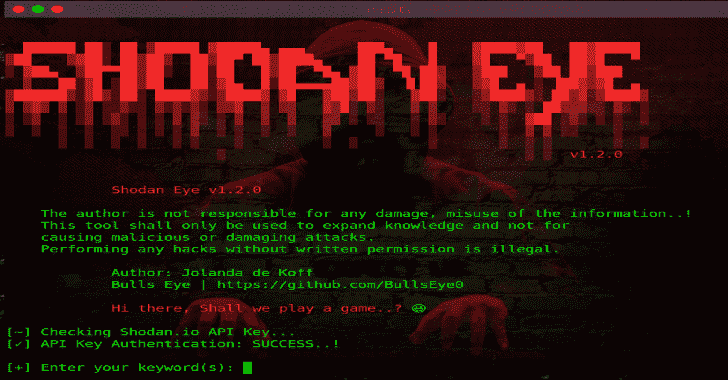 SHODAN EYE
v1.2.0
Shodan Eye v1.2.0
The author is not responsible for any damage, misuse of the information..!
This tool shall only be used to expand knowledge and not for
causing malicious or damaging attacks.
Performing any hacks without written permission is illegal.
Author: Jolanda de Koff
Bulls Eye | https://github.com/BullsEye0
Hi there, Shall we play a game..? 😃
[~] Checking Shodan.io API Key...
[✓] API Key Authentication: SUCCESS..!
[+] Enter your keyword(s):